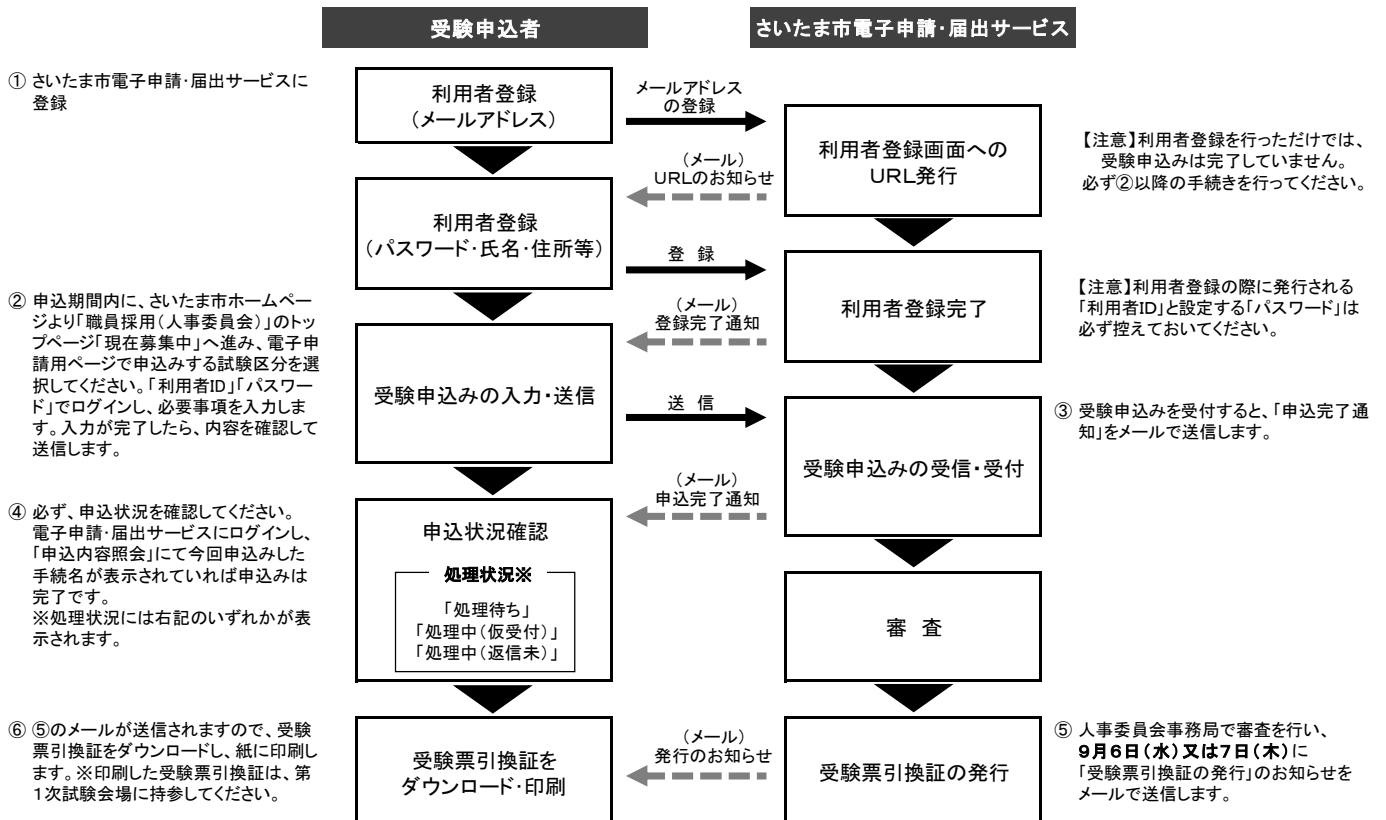 受験申込者
さいたま市電子申請・届出サービス
① さいたま市電子申請・届出サービスに
登録
利用者登録
（メールアドレス）
メールアドレス
の登録
利用者登録画面への
ＵＲＬ発行
【注意】利用者登録を行っただけでは、
受験申込みは完了していません。
必ず②以降の手続きを行ってください。
（メール）
ＵＲＬのお知らせ
利用者登録
（パスワード・氏名・住所等）
登 録
利用者登録完了
【注意】利用者登録の際に発行される
「利用者ID」と設定する「パスワード」は
必ず控えておいてください。
（メール）
登録完了通知
② 申込期間内に、さいたま市ホームペー
ジより「職員採用（人事委員会）」のトッ
プページ「現在募集中」へ進み、電子申
請用ページで申込みする試験区分を選
択してください。「利用者ID」「パスワー
ド」でログインし、必要事項を入力しま
す。入力が完了したら、内容を確認して
送信します。
受験申込みの入力・送信
送 信
受験申込みの受信・受付
③ 受験申込みを受付すると、「申込完了通
知」をメールで送信します。
（メール）
申込完了通知
④ 必ず、申込状況を確認してください。
電子申請・届出サービスにログインし、
「申込内容照会」にて今回申込みした
手続名が表示されていれば申込みは
完了です。
※処理状況には右記のいずれかが表
示されます。
申込状況確認
処理状況※
「処理待ち」
「処理中（仮受付）」
「処理中（返信未）」
審 査
⑥ ⑤のメールが送信されますので、受験
票引換証をダウンロードし、紙に印刷し
ます。※印刷した受験票引換証は、第
１次試験会場に持参してください。
受験票引換証を
ダウンロード・印刷
（メール）
発行のお知らせ
受験票引換証の発行
⑤ 人事委員会事務局で審査を行い、
９月６日（水）又は７日（木）に
「受験票引換証の発行」のお知らせを
メールで送信します。